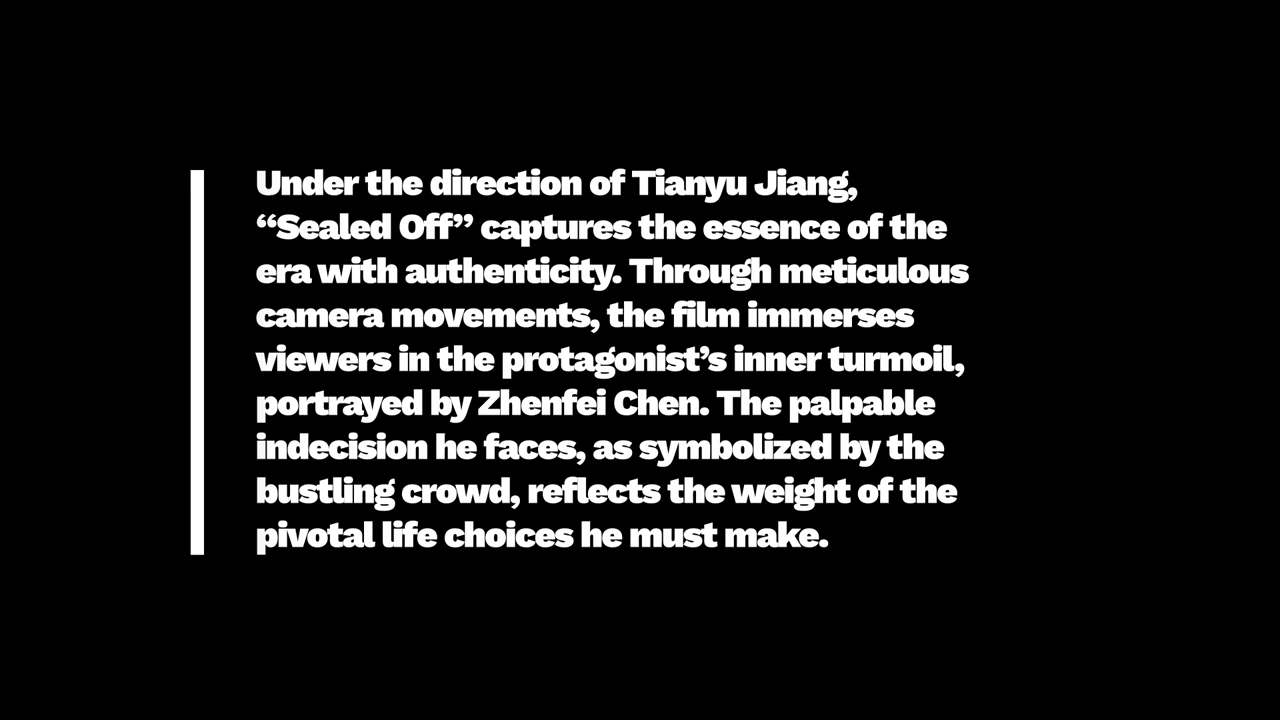 Under the direction of Tianyu Jiang,
“Sealed Off” captures the essence of the
era with authenticity. Through meticulous
camera movements, the film immerses
viewers in the protagonist’s inner turmoil,
portrayed by Zhenfei Chen. The palpable
indecision he faces, as symbolized by the
bustling crowd, reflects the weight of the
pivotal life choices he must make.